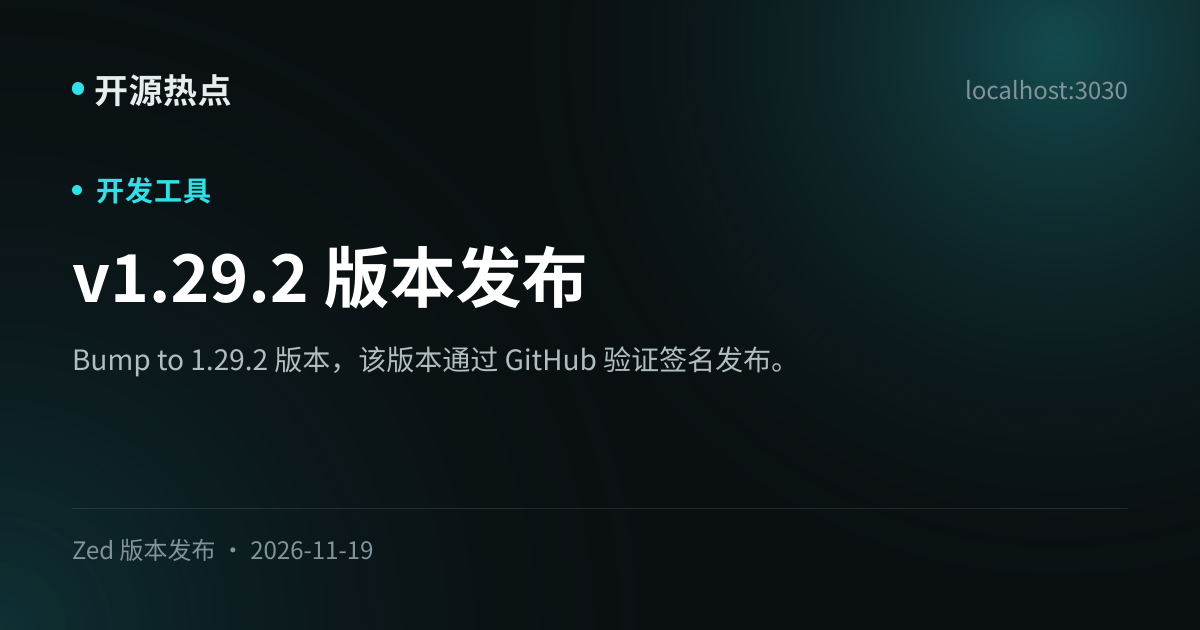 开源热点
localhost:3030
开发工具
v1.29.2 版本发布
Bump to 1.29.2 版本，该版本通过 GitHub 验证签名发布。
Zed 版本发布 · 2026-11-19